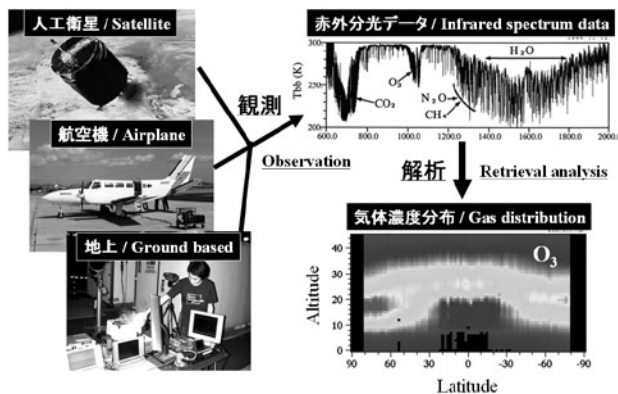 人工衛星 / Satellite
航空機 / Airplane
地上 / Ground based
観測
Observation
赤外分光データ / Infrared spectrum data
Tbb (K)
300
250
200
CO₂
O₃
N₂O
CH₄
H₂O
800.0 1000.0 1200.0 1400.0 1600.0 1800.0 2000.0
解析
Retrieval analysis
気体濃度分布 / Gas distribution
O₃
Altitude
40
30
20
10
0
90 60 30 0 -30 -60 -90
Latitude